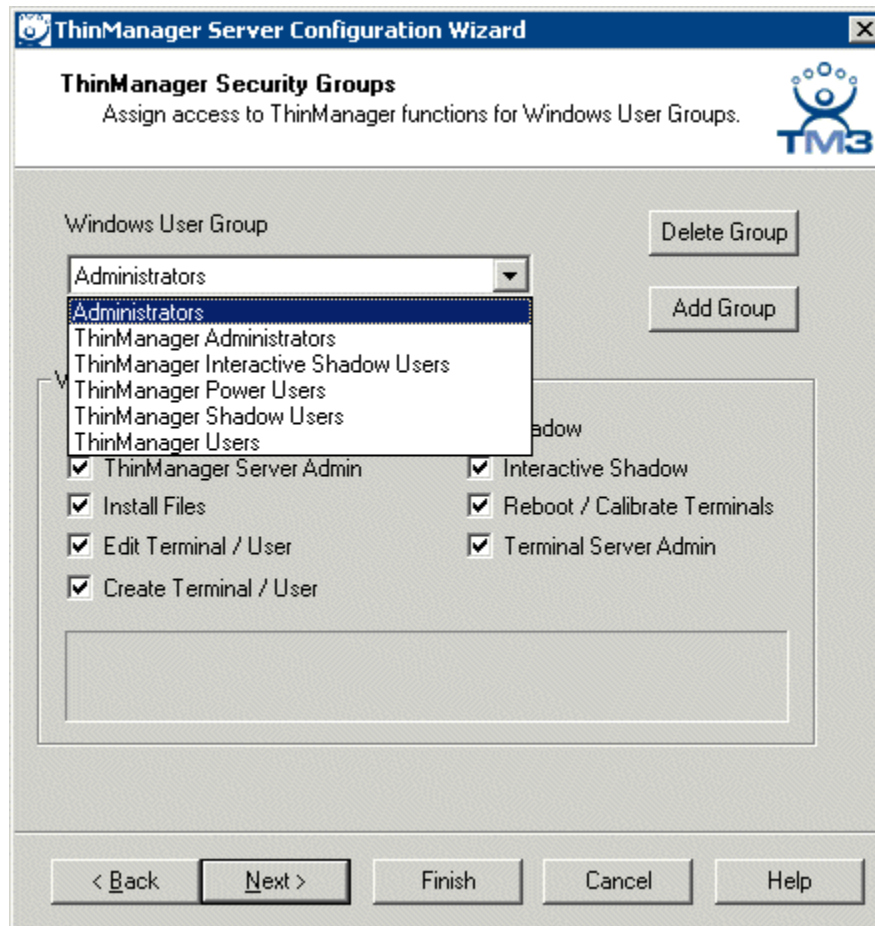 ThinManager Server Configuration Wizard
ThinManager Security Groups
Assign access to ThinManager functions for Windows User Groups.
TM3
Windows User Group
Delete Group
Administrators
Add Group
Administrators
ThinManager Administrators
ThinManager Interactive Shadow Users
ThinManager Power Users
ThinManager Shadow Users
ThinManager Users
ThinManager Server Admin
Interactive Shadow
Install Files
Reboot / Calibrate Terminals
Edit Terminal / User
Terminal Server Admin
Create Terminal / User
< Back
Next >
Finish
Cancel
Help